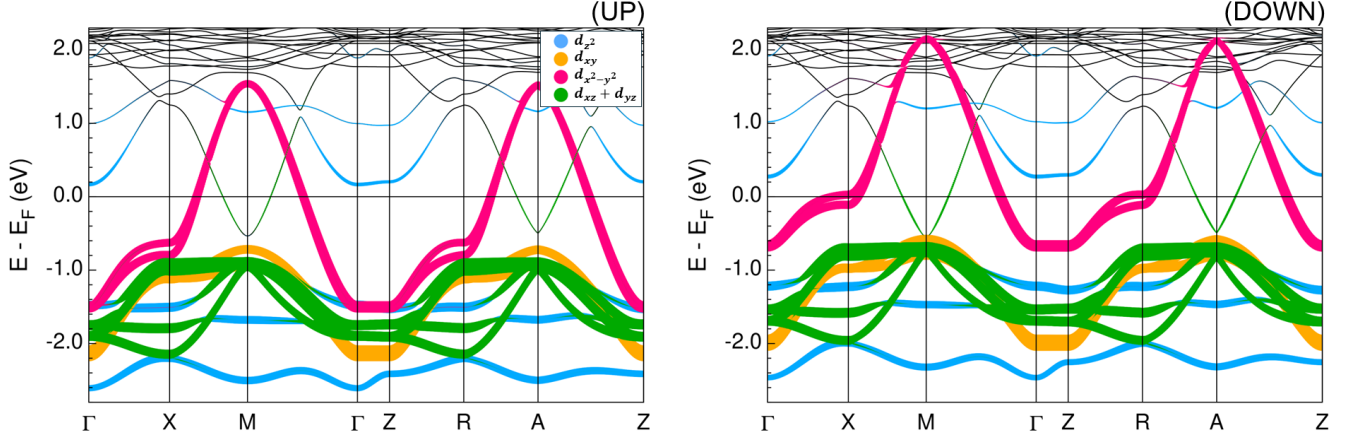 (UP)
(DOWN)
E - E_F (eV)
2.0
1.0
0.0
-1.0
-2.0
d_{z^2}
d_{xy}
d_{x^2-y^2}
d_{xz} + d_{yz}
Γ X M Γ Z R A Z
E - E_F (eV)
2.0
1.0
0.0
-1.0
-2.0
Γ X M Γ Z R A Z